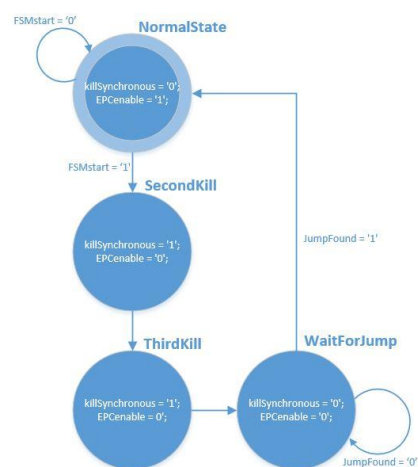 NormalState
FSMstart = '0'
killSynchronous = '0';
EPCenable = '1';
FSMstart = '1'
SecondKill
killSynchronous = '1';
EPCenable = '0';
JumpFound = '1'
ThirdKill
WaitForJump
killSynchronous = '1';
EPCenable = 0';
killSynchronous = '0';
EPCenable = '0';
JumpFound = '0'